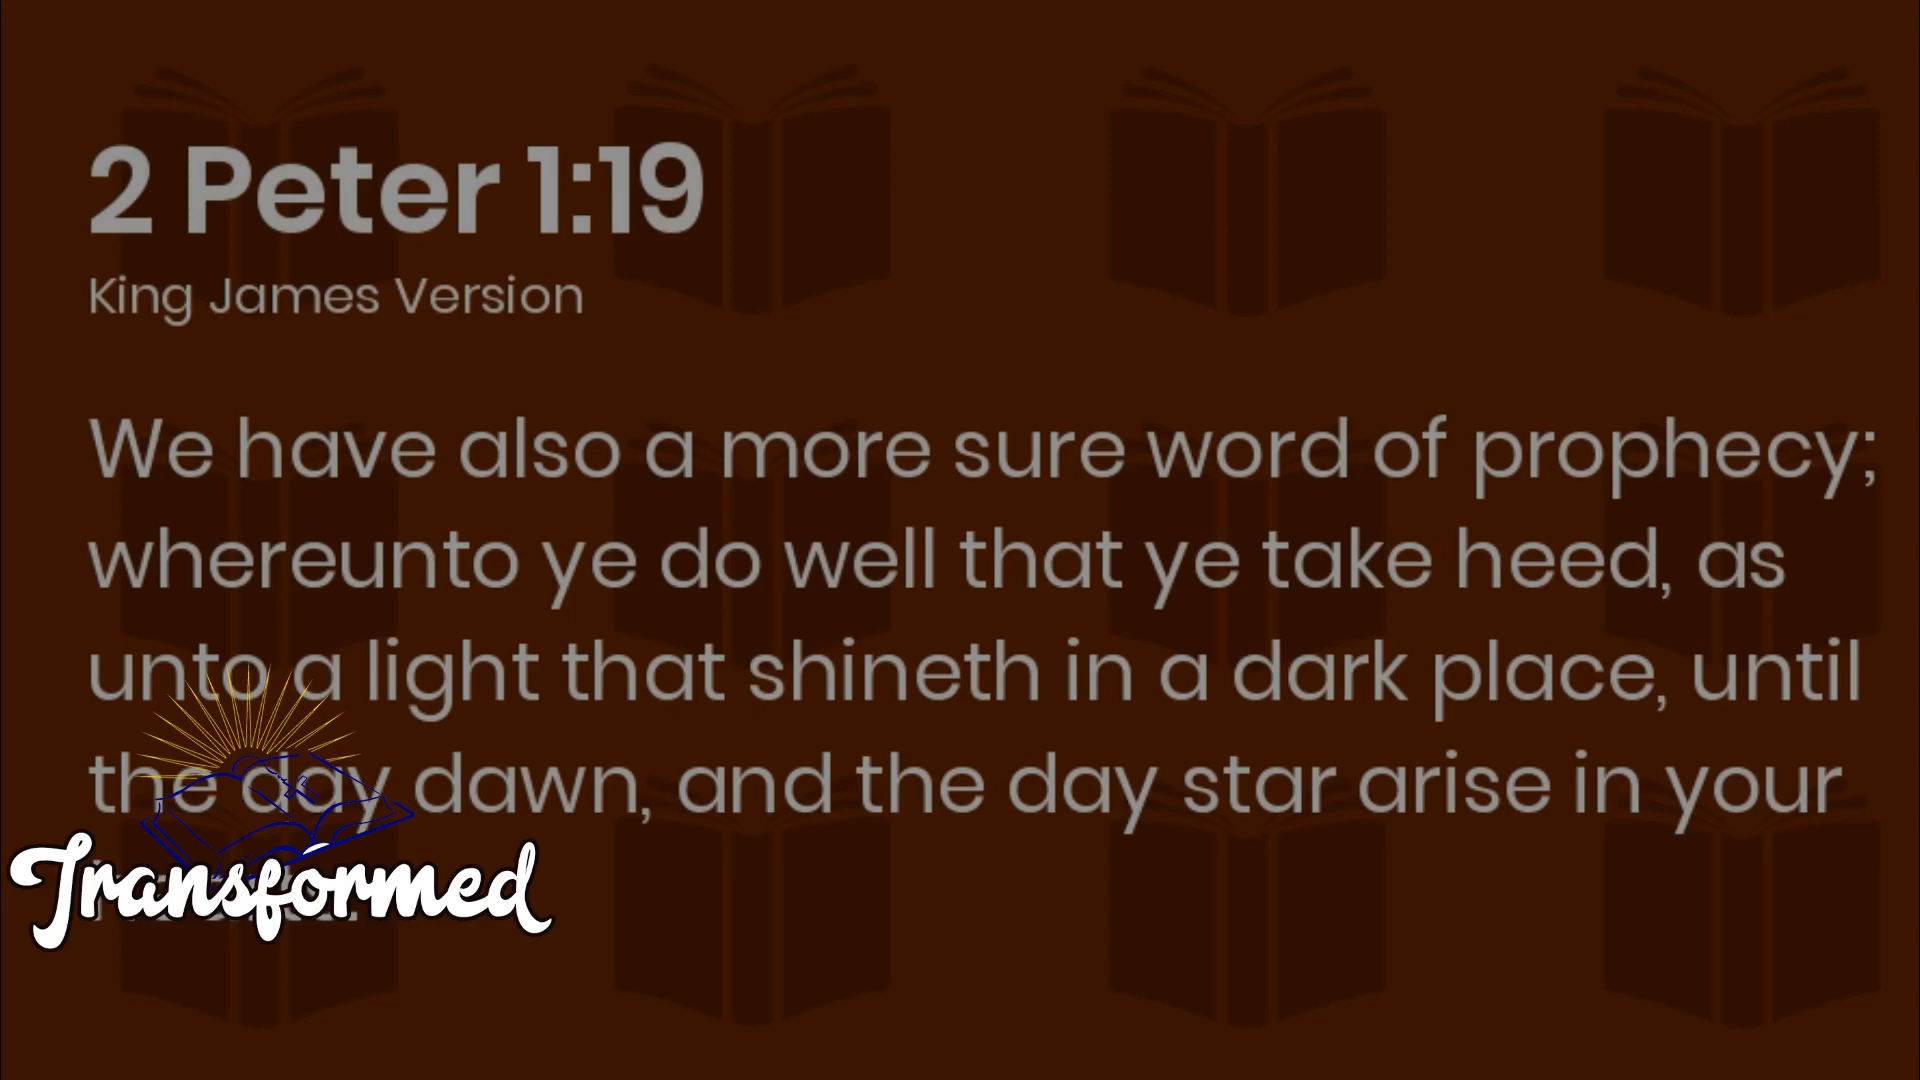 2 Peter 1:19
King James Version
We have also a more sure word of prophecy;
whereunto ye do well that ye take heed, as
unto a light that shineth in a dark place, until
the day dawn, and the day star arise in your
Transformed